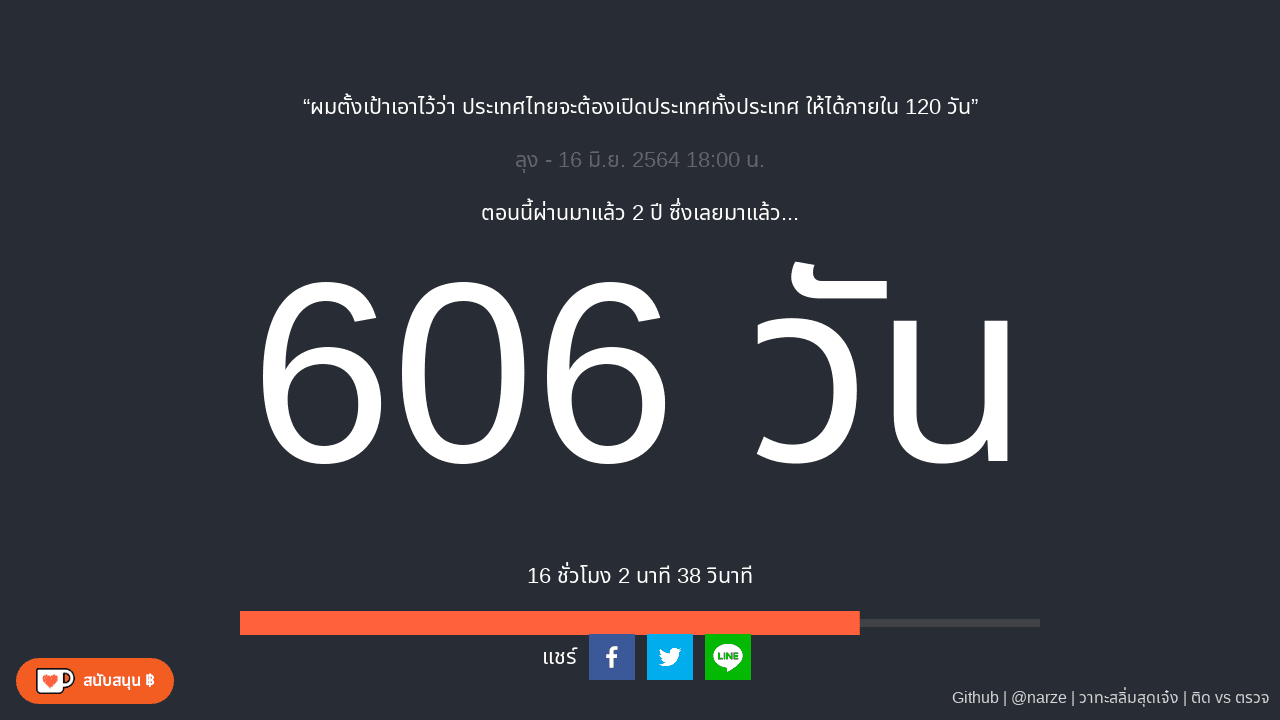 “ผมตั้งเป้าเอาไว้ว่า ประเทศไทยจะต้องเปิดประเทศทั้งประเทศ ให้ได้ภายใน 120 วัน”
ลุง - 16 มิ.ย. 2564 18:00 น.
ตอนนี้ผ่านมาแล้ว 2 ปี ซึ่งเลยมาแล้ว...
606 วัน
16 ชั่วโมง 2 นาที 38 วินาที
แชร์
LINE
สนับสนุน ฿
Github | @narze | วาทะสลิ่มสุดเจ๋ง | ติด vs ตรวจ